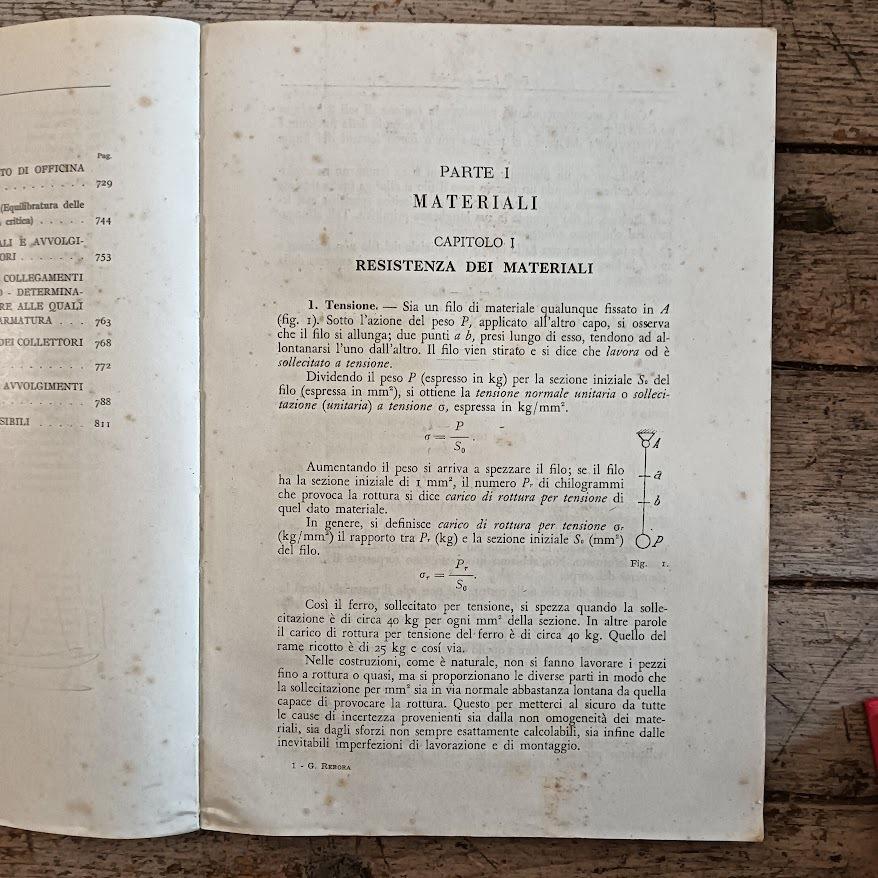 Pag.
TO DI OFFICINA
. . . . . . . . 729
(Equilibratura delle
critica) . . . . . 744
ALI E AVVOLGI-
ORI . . . . . . . 753
COLLEGAMENTI
O - DETERMINA-
RE ALLE QUALI
ARMATURA . . . 763
DEI COLLETTORI 768
. . . . . . . . 772
AVVOLGIMENTI
. . . . . . . . 788
SIBILI . . . . . 811
PARTE I
MATERIALI
CAPITOLO I
RESISTENZA DEI MATERIALI
1. Tensione. — Sia un filo di materiale qualunque fissato in A
(fig. 1). Sotto l'azione del peso P, applicato all'altro capo, si osserva
che il filo si allunga; due punti a b, presi lungo di esso, tendono ad al-
lontanarsi l'uno dall'altro. Il filo vien stirato e si dice che lavora od è
sollecitato a tensione.
Dividendo il peso P (espresso in kg) per la sezione iniziale S₀ del
filo (espressa in mm²), si ottiene la tensione normale unitaria o solleci-
tazione (unitaria) a tensione σ, espressa in kg/mm².
σ = P / S₀ .
Aumentando il peso si arriva a spezzare il filo; se il filo
ha la sezione iniziale di 1 mm², il numero Pᵣ di chilogrammi
che provoca la rottura si dice carico di rottura per tensione di
quel dato materiale.
In genere, si definisce carico di rottura per tensione σᵣ
(kg/mm²) il rapporto tra Pᵣ (kg) e la sezione iniziale S₀ (mm²)
del filo.
A
a
b
P
Fig. 1.
σᵣ = Pᵣ / S₀ .
Così il ferro, sollecitato per tensione, si spezza quando la solle-
citazione è di circa 40 kg per ogni mm² della sezione. In altre parole
il carico di rottura per tensione del ferro è di circa 40 kg. Quello del
rame ricotto è di 25 kg e cosí via.
Nelle costruzioni, come è naturale, non si fanno lavorare i pezzi
fino a rottura o quasi, ma si proporzionano le diverse parti in modo che
la sollecitazione per mm² sia in via normale abbastanza lontana da quella
capace di provocare la rottura. Questo per metterci al sicuro da tutte
le cause di incertezza provenienti sia dalla non omogeneità dei mate-
riali, sia dagli sforzi non sempre esattamente calcolabili, sia infine dalle
inevitabili imperfezioni di lavorazione e di montaggio.
1 - G. REBORA